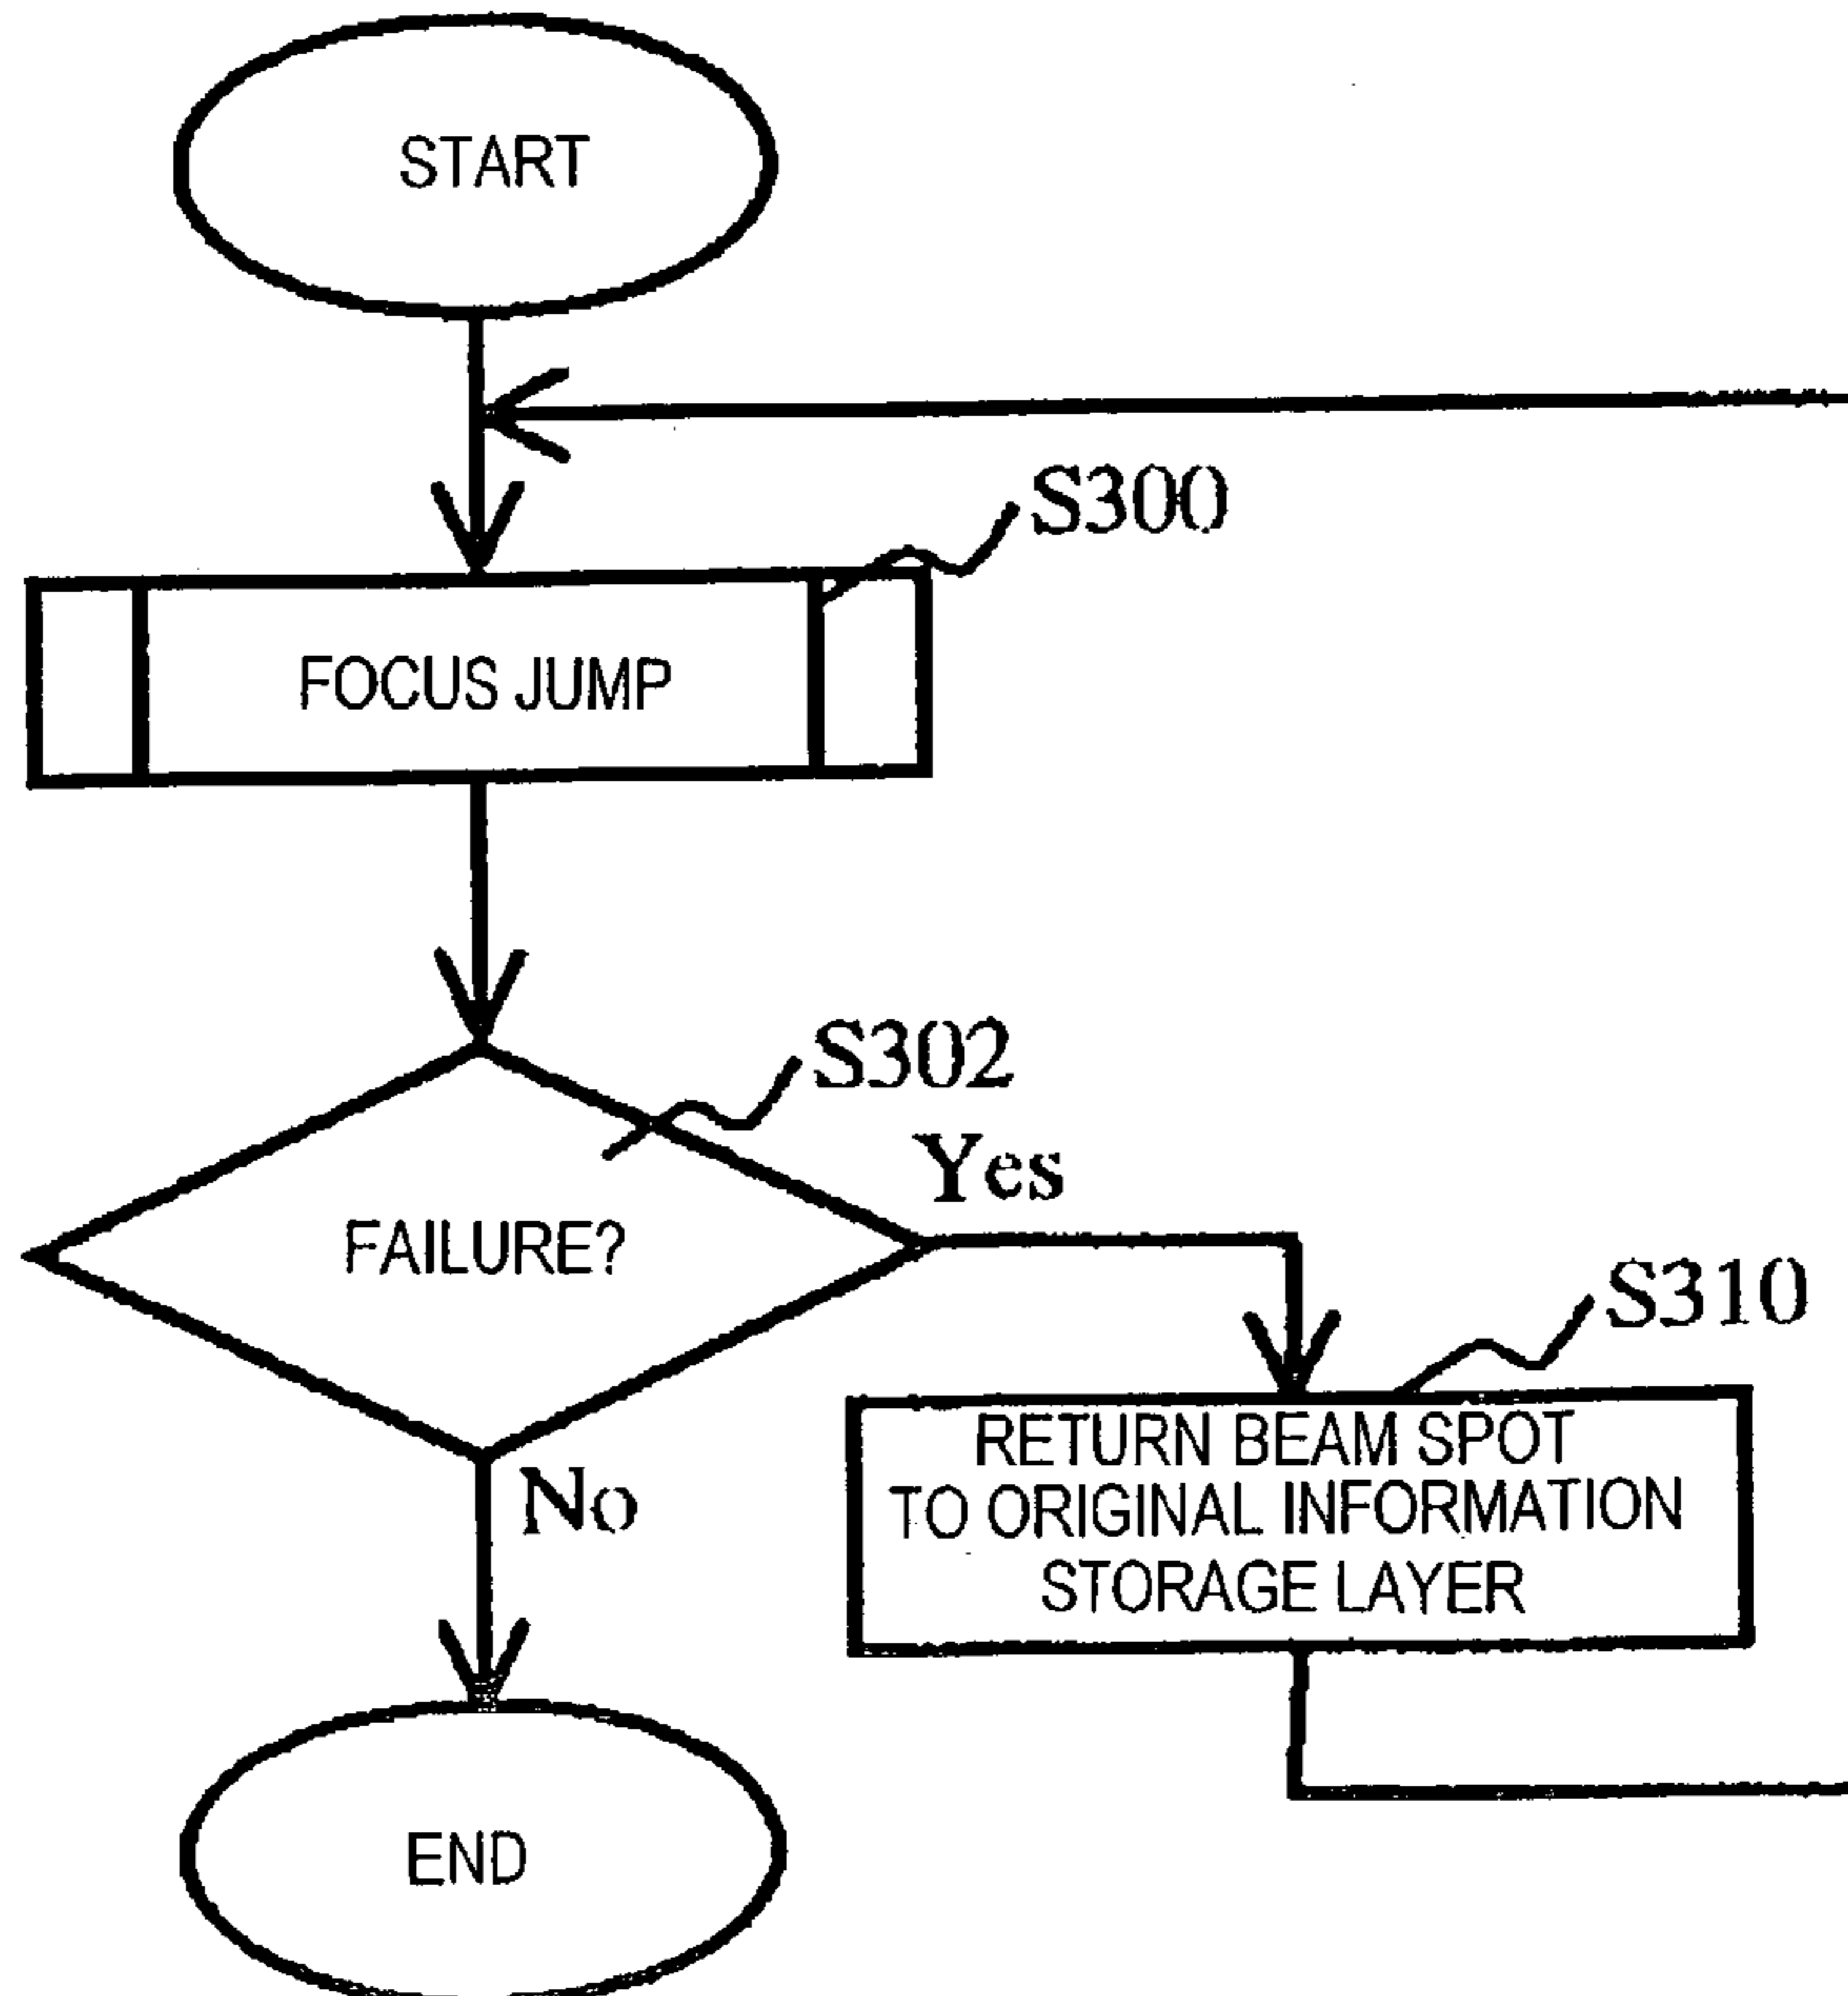 START
S300
FOCUS JUMP
S302
Yes
FAILURE?
S310
RETURN BEAM SPOT
TO ORIGINAL INFORMATION
STORAGE LAYER
No
END